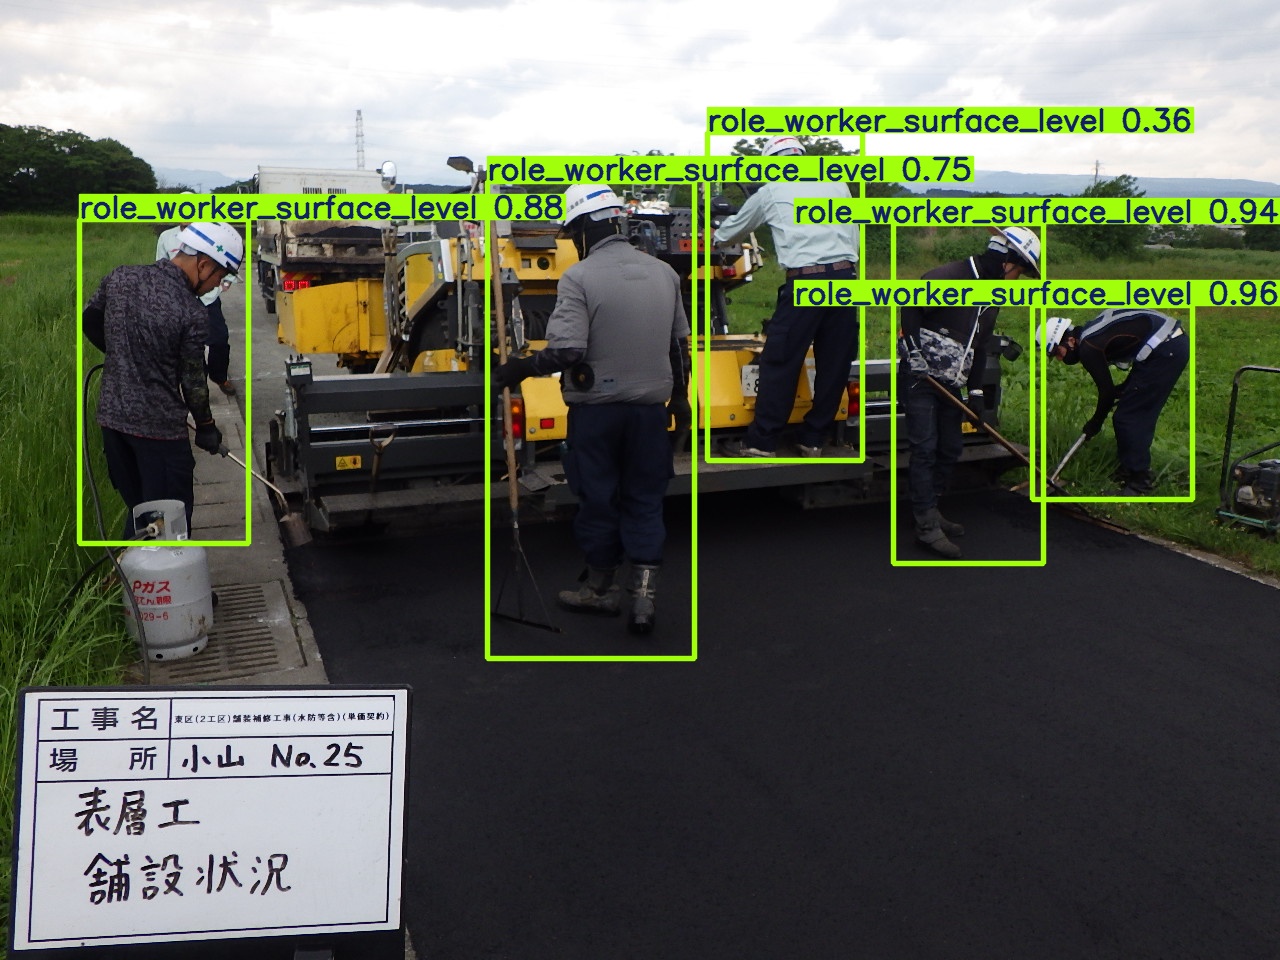 role_worker_surface_level 0.36
role_worker_surface_level 0.75
role_worker_surface_level 0.88
role_worker_surface_level 0.94
role_worker_surface_level 0.96
Pガス
029-6
工事名 東区(2工区)舗装補修工事(水防等含)(単価契約)
場所 小山 No.25
表層工
舗設状況